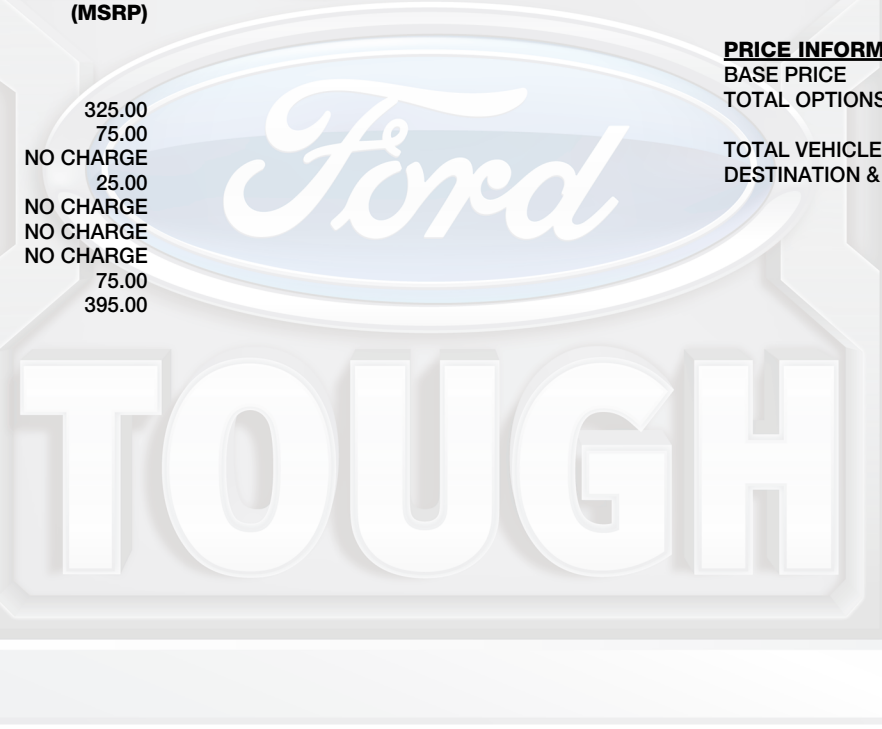 (MSRP)
325.00
75.00
NO CHARGE
25.00
NO CHARGE
NO CHARGE
NO CHARGE
75.00
395.00
PRICE INFORM
BASE PRICE
TOTAL OPTIONS
TOTAL VEHICLE
DESTINATION &
Ford
TOUGH